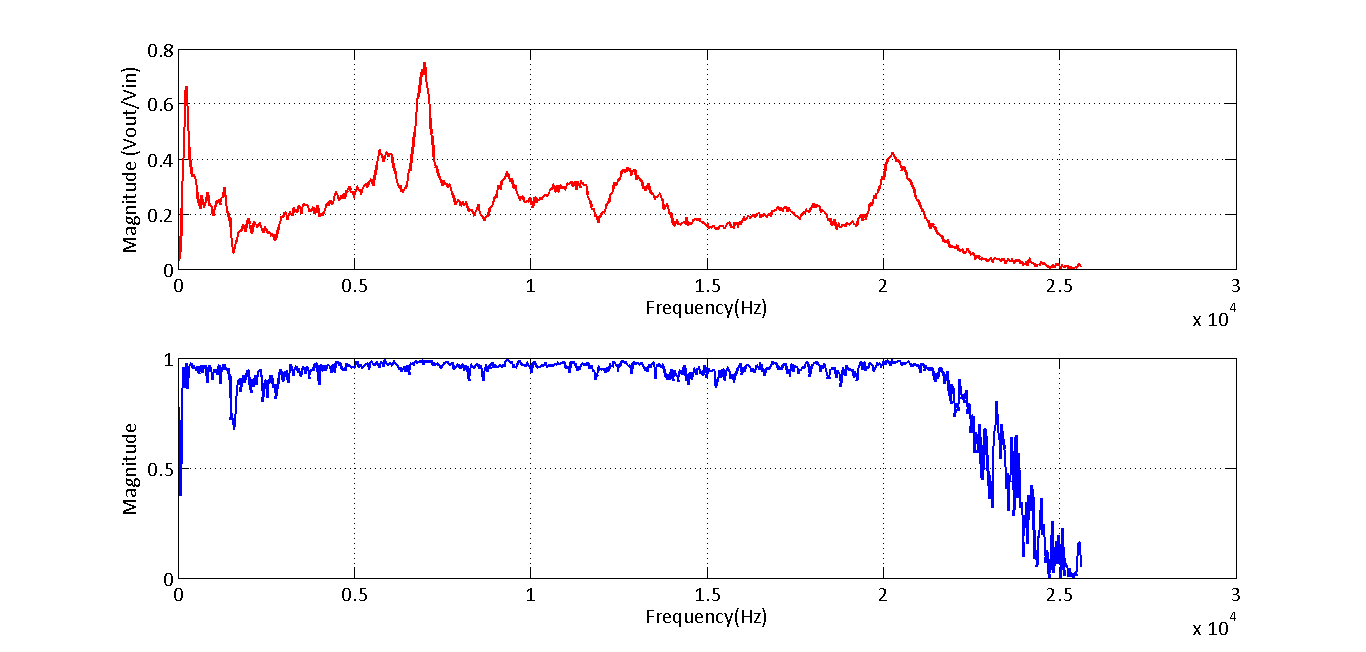 Magnitude (Vout/Vin)
0.8
0.6
0.4
0.2
0
0 0.5 1 1.5 2 2.5 3
Frequency(Hz)
x 10^4
Magnitude
1
0.5
0
0 0.5 1 1.5 2 2.5 3
Frequency(Hz)
x 10^4